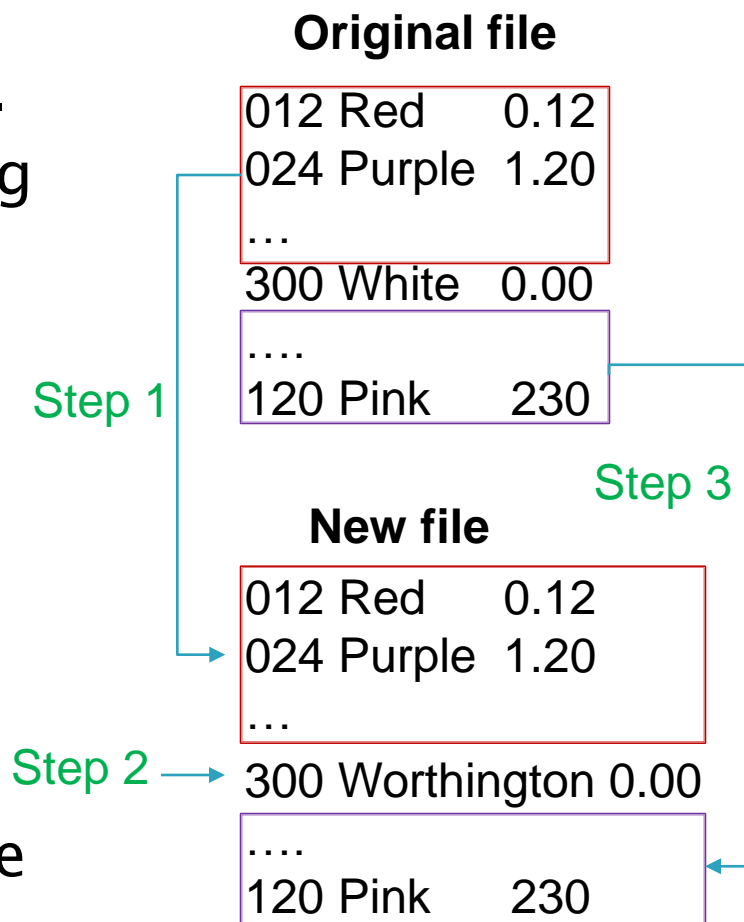 Original file
g
012 Red 0.12
024 Purple 1.20
…
300 White 0.00
….
120 Pink 230
Step 1
Step 3
New file
012 Red 0.12
024 Purple 1.20
…
Step 2
300 Worthington 0.00
e
….
120 Pink 230